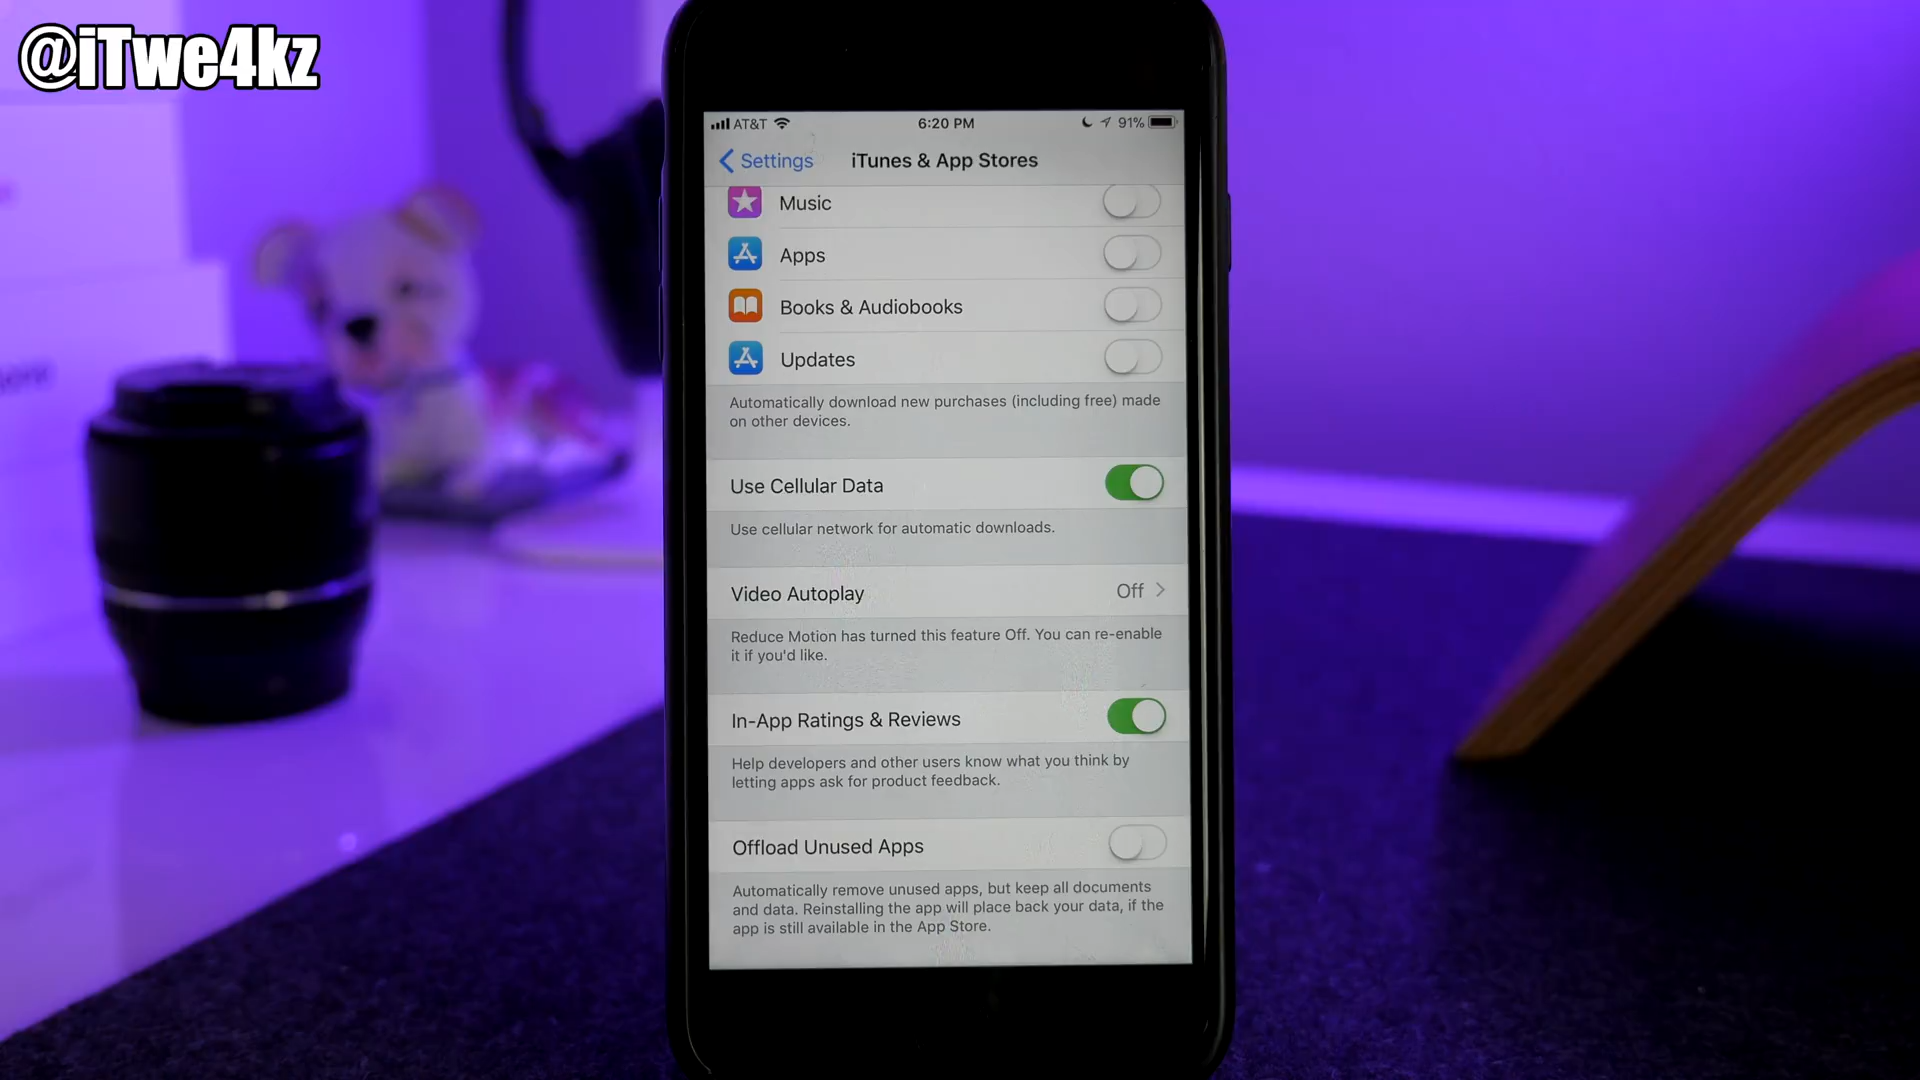 @iTwe4kz
AT&T 6:20 PM 91%
Settings iTunes & App Stores
Music
Apps
Books & Audiobooks
Updates
Automatically download new purchases (including free) made
on other devices.
Use Cellular Data
Use cellular network for automatic downloads.
Video Autoplay Off
Reduce Motion has turned this feature Off. You can re-enable
it if you'd like.
In-App Ratings & Reviews
Help developers and other users know what you think by
letting apps ask for product feedback.
Offload Unused Apps
Automatically remove unused apps, but keep all documents
and data. Reinstalling the app will place back your data, if the
app is still available in the App Store.